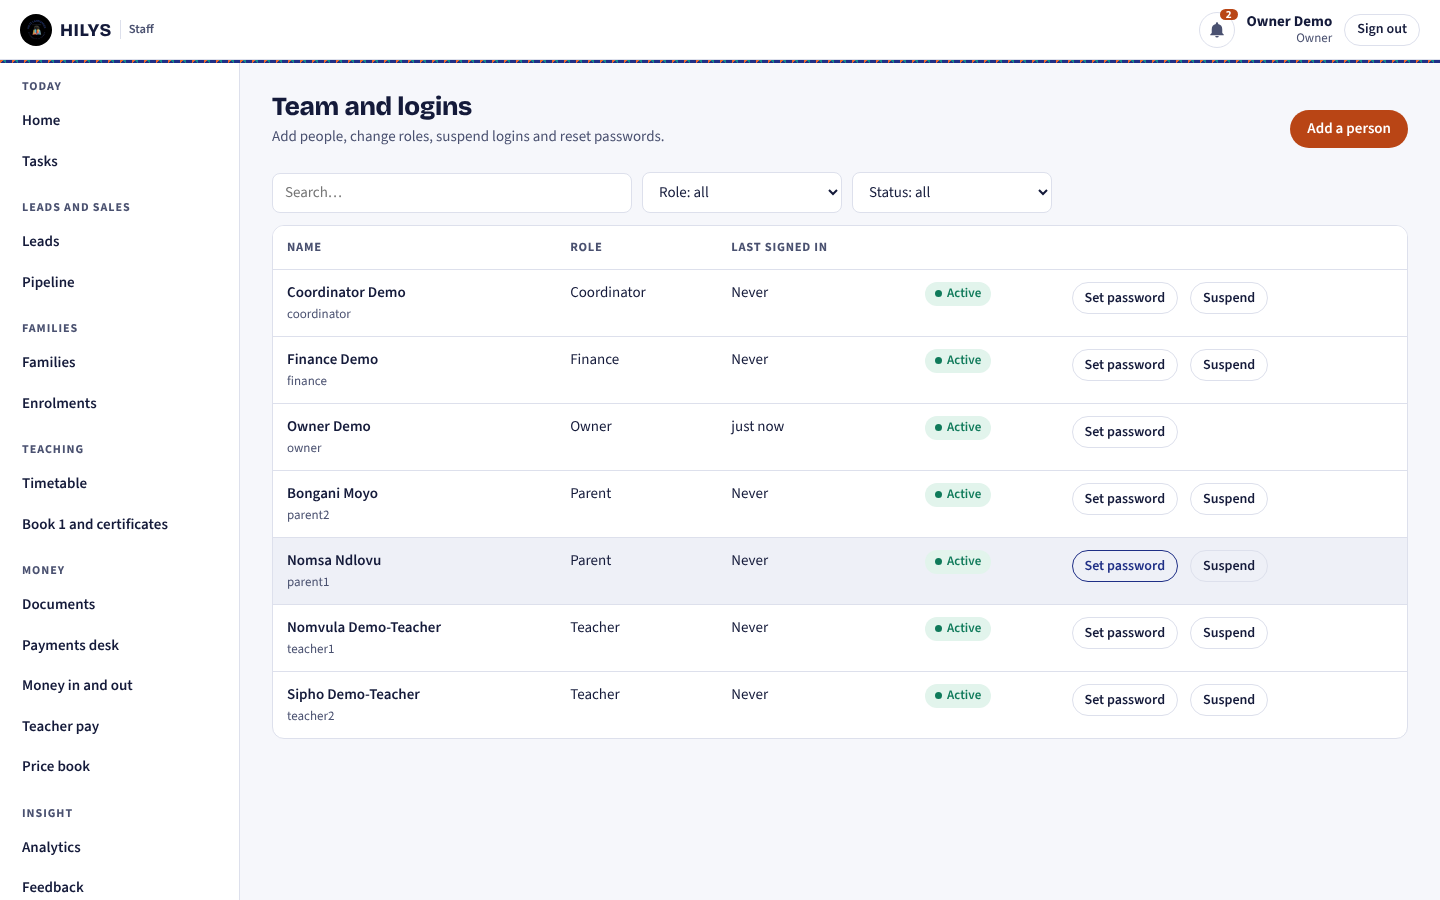 HILYS Staff
2
Owner Demo
Owner
Sign out
TODAY
Home
Tasks
LEADS AND SALES
Leads
Pipeline
FAMILIES
Families
Enrolments
TEACHING
Timetable
Book 1 and certificates
MONEY
Documents
Payments desk
Money in and out
Teacher pay
Price book
INSIGHT
Analytics
Feedback
Team and logins
Add people, change roles, suspend logins and reset passwords.
Add a person
Search...
Role: all
Status: all
NAME ROLE LAST SIGNED IN
Coordinator Demo Coordinator Never Active Set password Suspend
coordinator
Finance Demo Finance Never Active Set password Suspend
finance
Owner Demo Owner just now Active Set password
owner
Bongani Moyo Parent Never Active Set password Suspend
parent2
Nomsa Ndlovu Parent Never Active Set password Suspend
parent1
Nomvula Demo-Teacher Teacher Never Active Set password Suspend
teacher1
Sipho Demo-Teacher Teacher Never Active Set password Suspend
teacher2